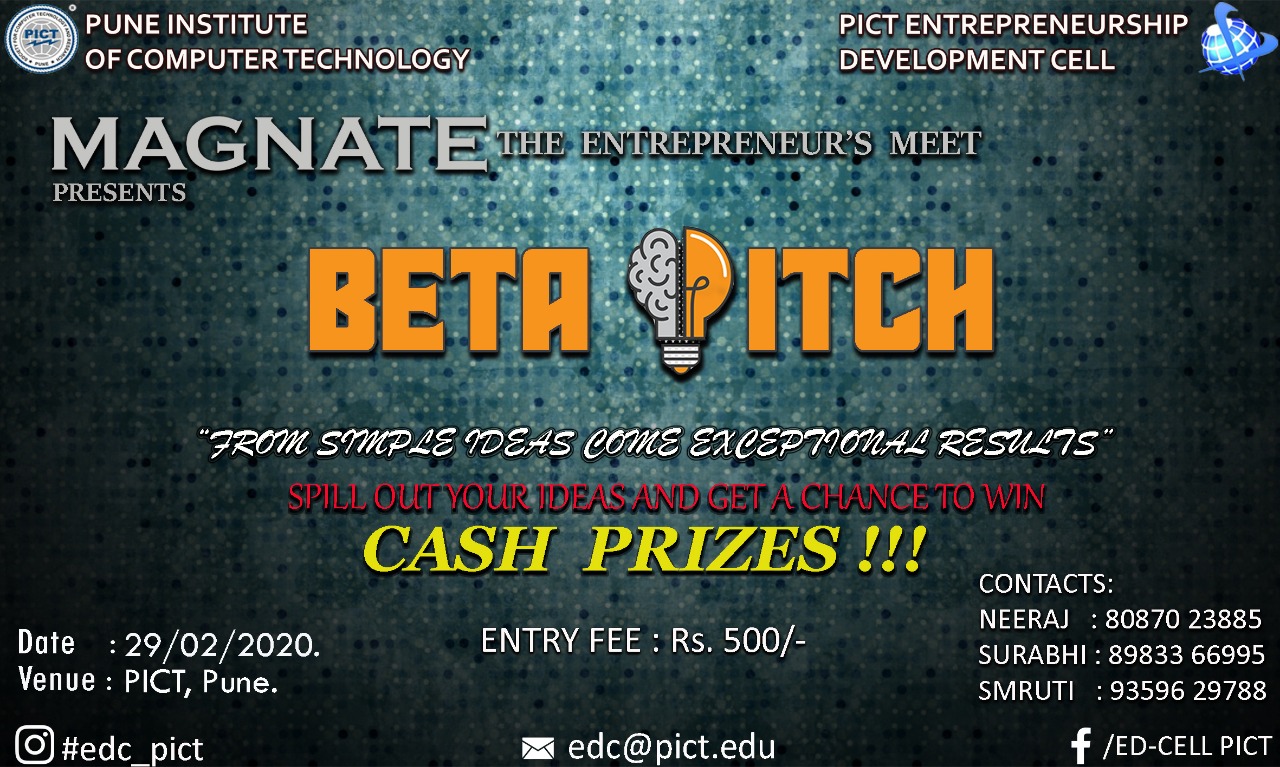 PICT
PUNE INSTITUTE
OF COMPUTER TECHNOLOGY
PICT ENTREPRENEURSHIP
DEVELOPMENT CELL
MAGNATE THE ENTREPRENEUR'S MEET
PRESENTS
BETA PITCH
"FROM SIMPLE IDEAS COME EXCEPTIONAL RESULTS"
SPILL OUT YOUR IDEAS AND GET A CHANCE TO WIN
CASH PRIZES !!!
CONTACTS:
NEERAJ : 80870 23885
SURABHI : 89833 66995
SMRUTI : 93596 29788
ENTRY FEE : Rs. 500/-
Date : 29/02/2020.
Venue : PICT, Pune.
#edc_pict
edc@pict.edu
/ED-CELL PICT